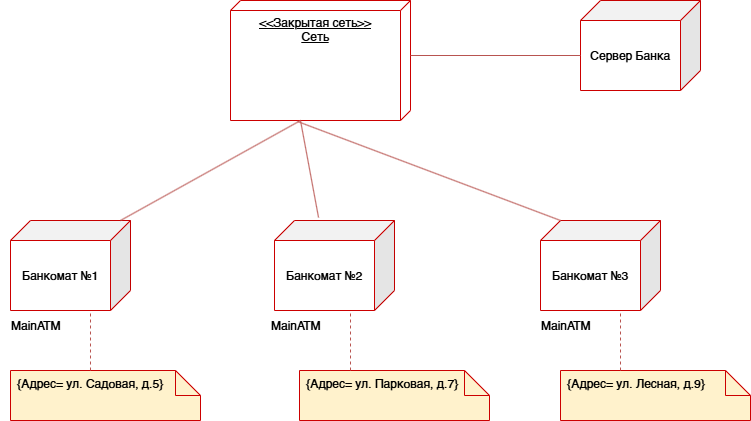 <<Закрытая сеть>>
Сеть
Сервер Банка
Банкомат №1
Банкомат №2
Банкомат №3
MainATM
MainATM
MainATM
{Адрес= ул. Садовая, д.5}
{Адрес= ул. Парковая, д.7}
{Адрес= ул. Лесная, д.9}